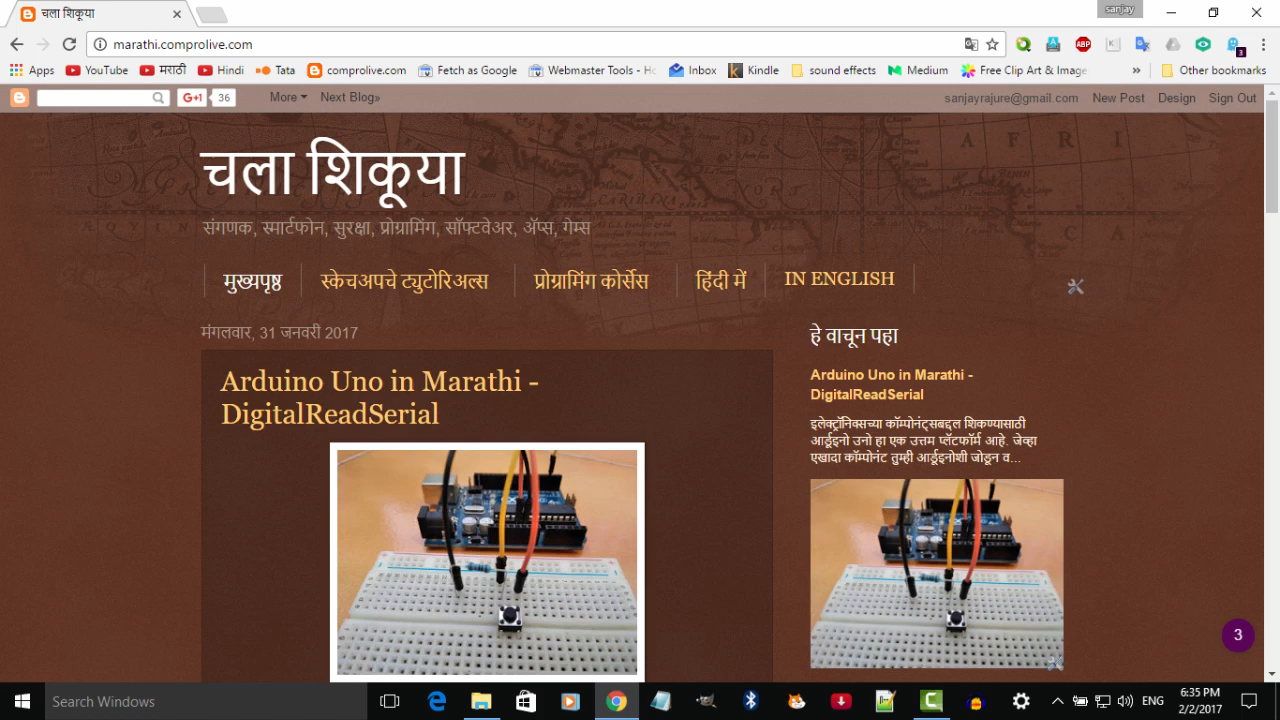 चला शिकूया
sanjay
marathi.comprolive.com
Apps YouTube मराठी Hindi Tata comprolive.com Fetch as Google Webmaster Tools - Ho Inbox Kindle sound effects Medium Free Clip Art & Image » Other bookmarks
G+1 36 More Next Blog» sanjayrajure@gmail.com New Post Design Sign Out
चला शिकूया
संगणक, स्मार्टफोन, सुरक्षा, प्रोग्रामिंग, सॉफ्टवेअर, ॲप्स, गेम्स
मुख्यपृष्ठ स्केचअपचे ट्युटोरिअल्स प्रोग्रामिंग कोर्सेस हिंदी में IN ENGLISH
मंगलवार, 31 जनवरी 2017
Arduino Uno in Marathi -
DigitalReadSerial
हे वाचून पहा
Arduino Uno in Marathi -
DigitalReadSerial
इलेक्ट्रॉनिक्सच्या कॉम्पोनंट्सबद्दल शिकण्यासाठी
आर्डूइनो उनो हा एक उत्तम प्लॅटफॉर्म आहे. जेव्हा
एखादा कॉम्पोनंट तुम्ही आर्डूइनोशी जोडून व...
3
Search Windows
ENG
6:35 PM
2/2/2017